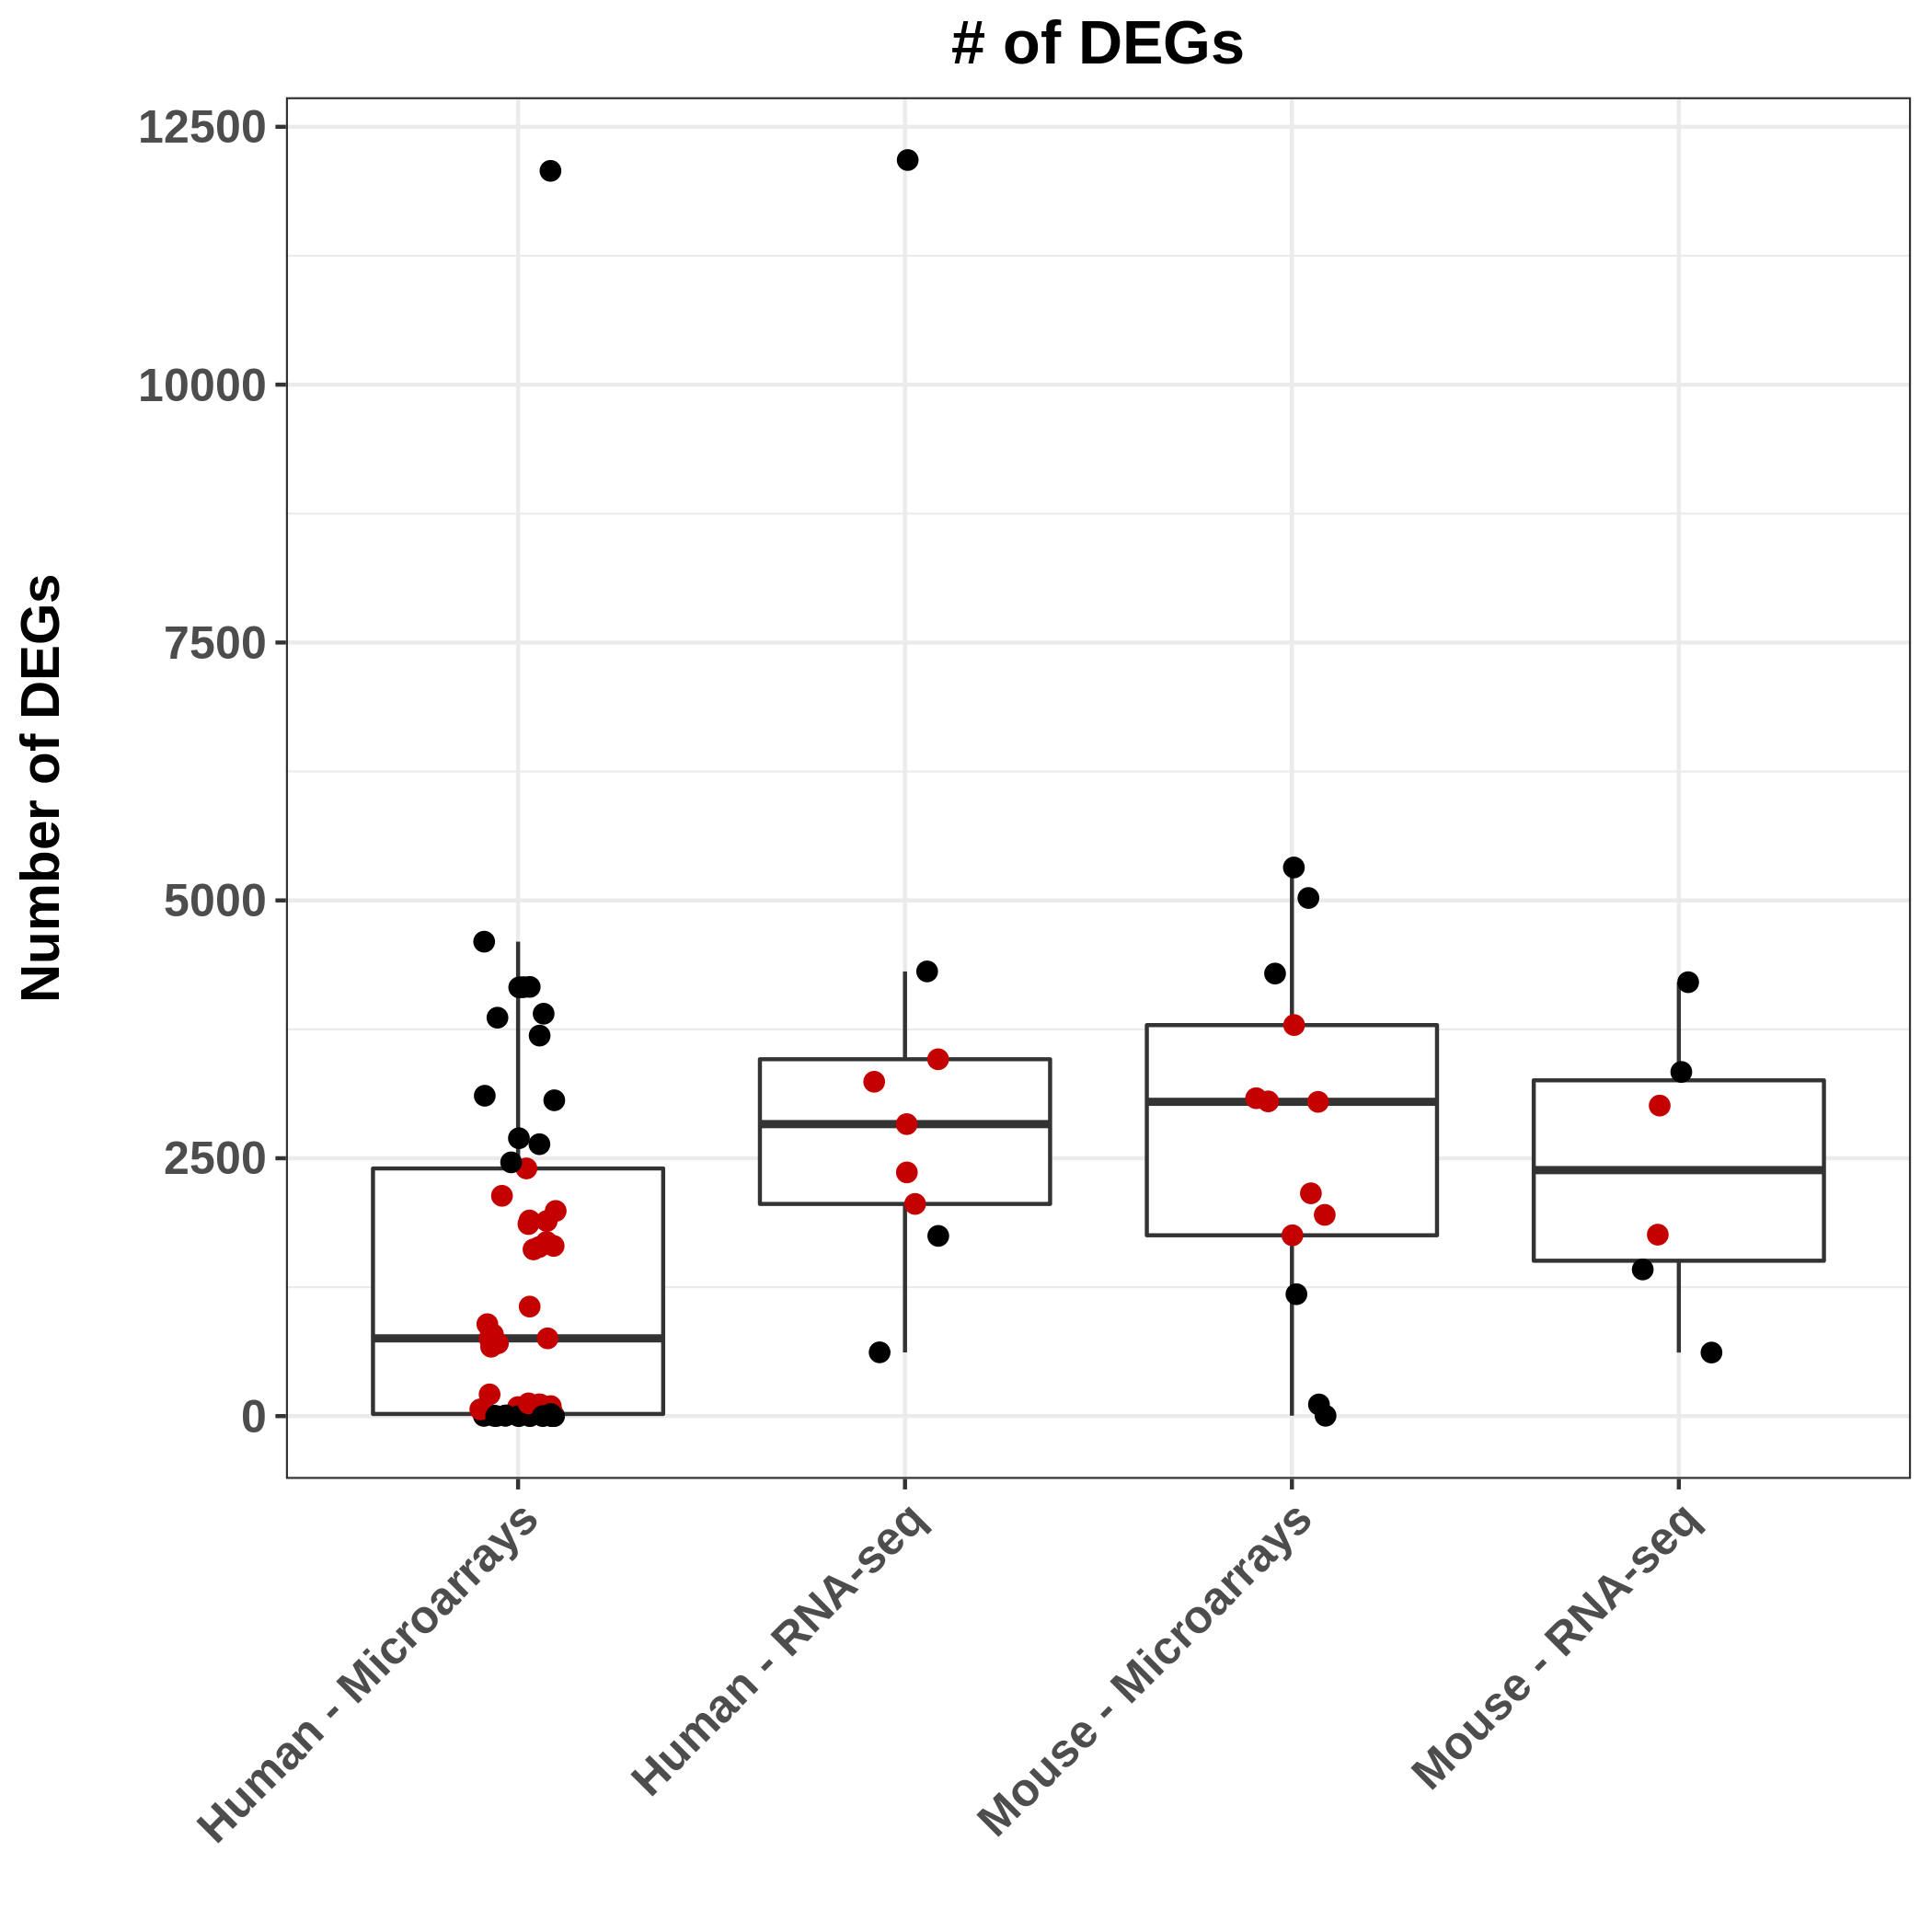 # of DEGs
Number of DEGs
12500
10000
7500
5000
2500
0
Human - Microarrays
Human - RNA-seq
Mouse - Microarrays
Mouse - RNA-seq